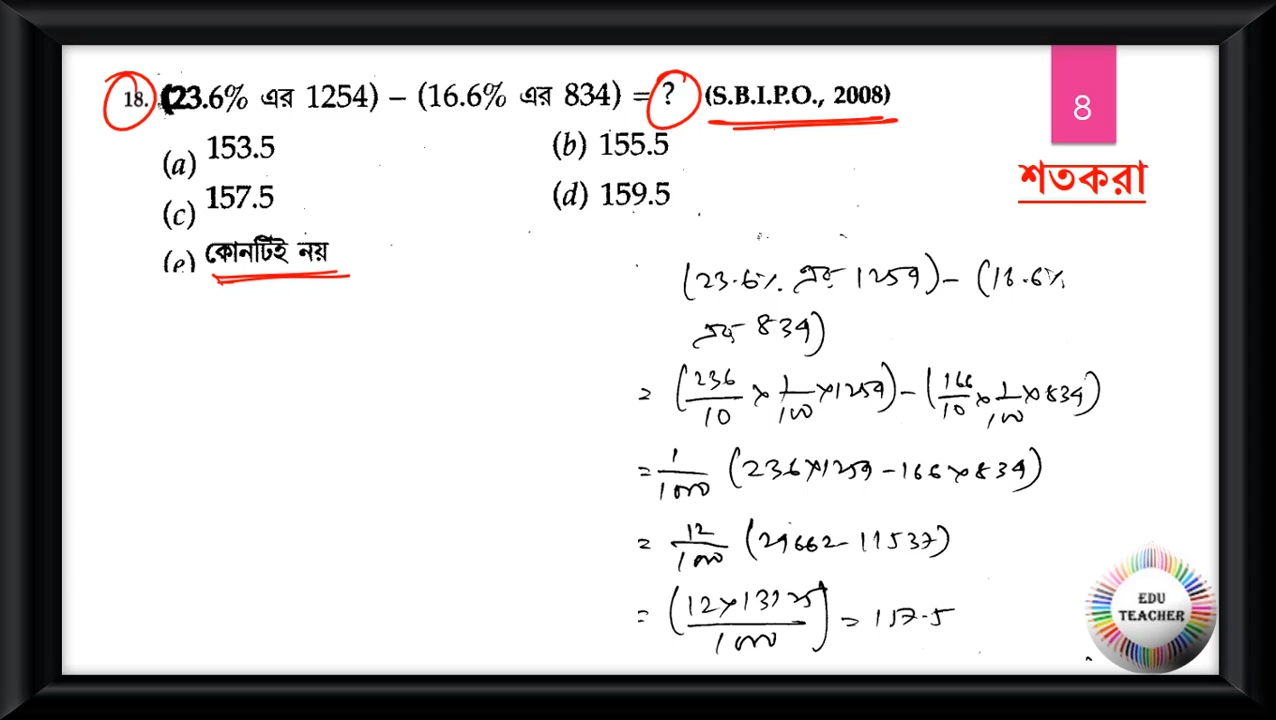 18. (23.6% এর 1254) – (16.6% এর 834) = ? (S.B.I.P.O., 2008)
(a) 153.5 (b) 155.5
(c) 157.5 (d) 159.5
(e) কোনটিই নয়
8
শতকরা
(23.6% এর 1254) – (16.6%
এর 834)
= (236/10 × 1/100 × 1254) – (166/10 × 1/100 × 834)
= 1/1000 (236×1254 – 166×834)
= 12/1000 (24662 – 11537)
= (12×13125/1000) = 157.5
EDU
TEACHER